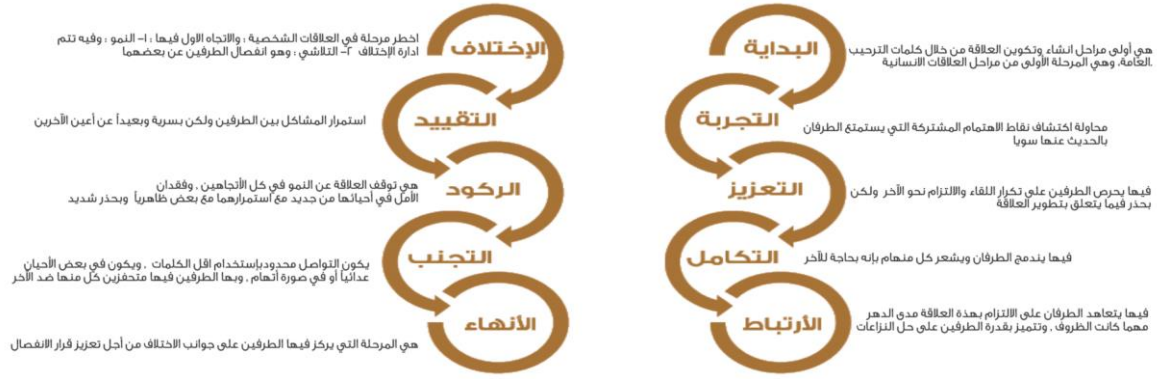 البداية
هي أولى مراحل انشاء وتكوين العلاقة من خلال كلمات الترحيب
العامة، وهي المرحلة الأولى من مراحل العلاقات الانسانية.
التجربة
محاولة اكتشاف نقاط الاهتمام المشتركة التي يستمتع الطرفان
بالحديث عنها سويا
التعزيز
فيها يحرص الطرفين على تكرار اللقاء والالتزام نحو الآخر ولكن
بحذر فيما يتعلق بتطوير العلاقة
التكامل
فيها يندمج الطرفان ويشعر كل منهام بإنه بحاجة للآخر
الأرتباط
فيها يتعاهد الطرفان على الالتزام بهذة العلاقة مدى الدهر
مهما كانت الظروف , وتتميز بقدرة الطرفين على حل النزاعات
الإختلاف
اخطر مرحلة في العلاقات الشخصية ؛ والاتجاه الاول فيها ؛ ١- النمو ؛ وفيه تتم
ادارة الإختلاف ٢- التلاشي ؛ وهو انفصال الطرفين عن بعضهما
التقييد
استمرار المشاكل بين الطرفين ولكن بسرية وبعيداً عن أعين الآخرين
الركود
هي توقف العلاقة عن النمو في كل الأتجاهين , وفقدان
الأمل في أحيائها من جديد مع استمرارهما مع بعض ظاهرياً وبحذر شديد
التجنب
يكون التواصل محدودبإستخدام اقل الكلمات , ويكون في بعض الأحيان
عدائياً أو في صورة أتهام , وبها الطرفين فيها متحفزين كل منها ضد الأخر
الأنهاء
هي المرحلة التي يركز فيها الطرفين على جوانب الاختلاف من أجل تعزيز قرار الانفصال